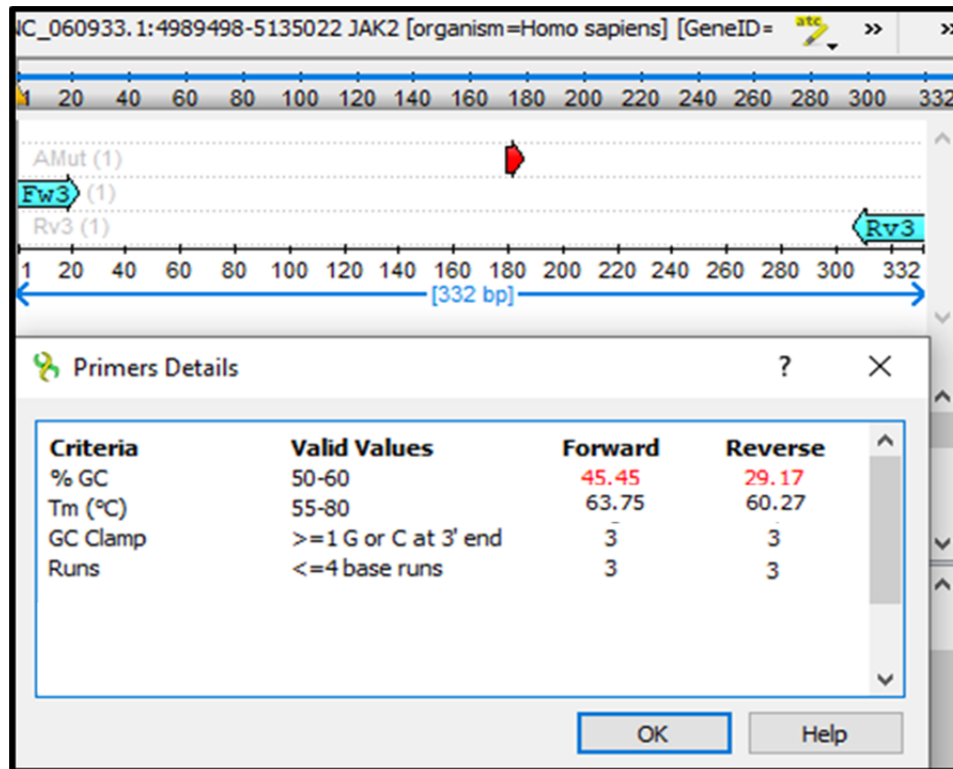 NC_060933.1:4989498-5135022 JAK2 [organism=Homo sapiens] [GeneID= atc » »
1 20 40 60 80 100 120 140 160 180 200 220 240 260 280 300 332
AMut (1)
Fw3 (1)
Rv3 (1) Rv3
1 20 40 60 80 100 120 140 160 180 200 220 240 260 280 300 332
[332 bp]
Primers Details ?
Criteria Valid Values Forward Reverse
% GC 50-60 45.45 29.17
Tm (°C) 55-80 63.75 60.27
GC Clamp >=1 G or C at 3' end 3 3
Runs <=4 base runs 3 3
OK Help